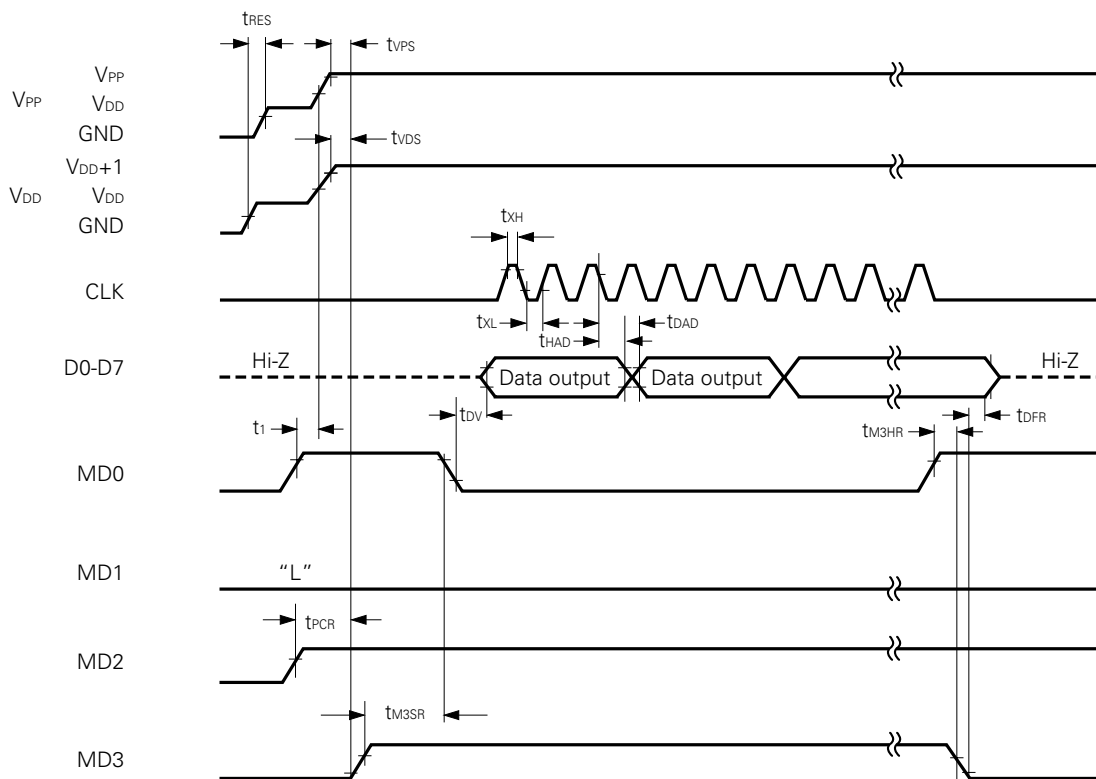 tRES
tVPS
VPP
VPP
VDD
GND
tVDS
VDD+1
VDD
VDD
GND
tXH
CLK
tXL
tDAD
tHAD
D0-D7
Hi-Z
Data output
Data output
Hi-Z
tDV
tDFR
t1
tM3HR
MD0
MD1
“L”
tPCR
MD2
tM3SR
MD3